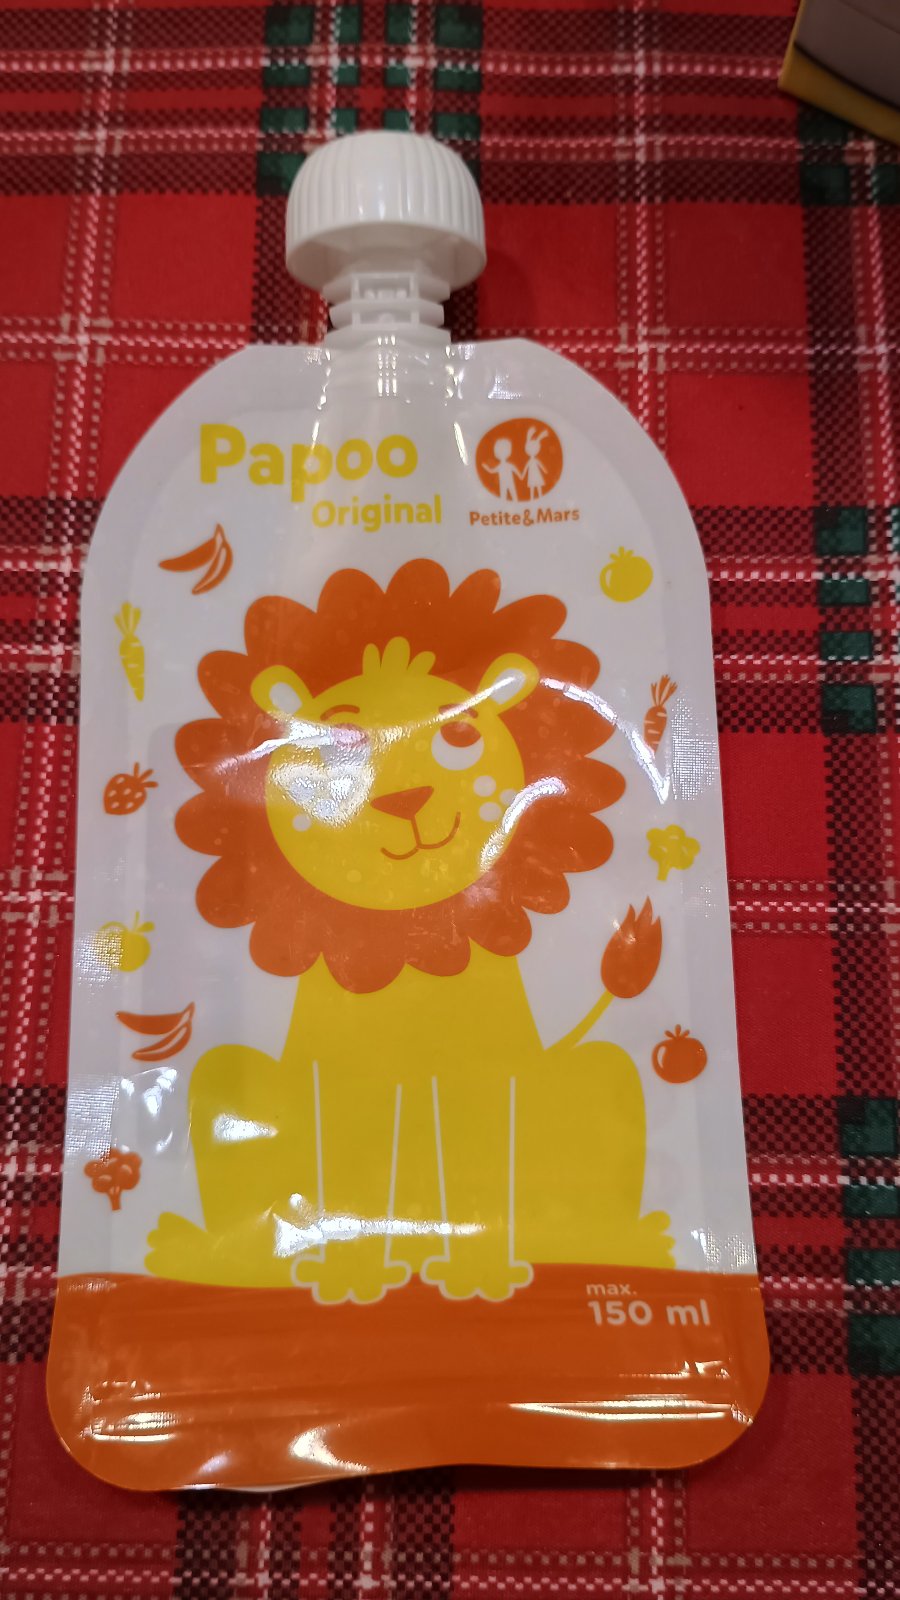 Papoo
Original
Petite&Mars
max.
150 ml